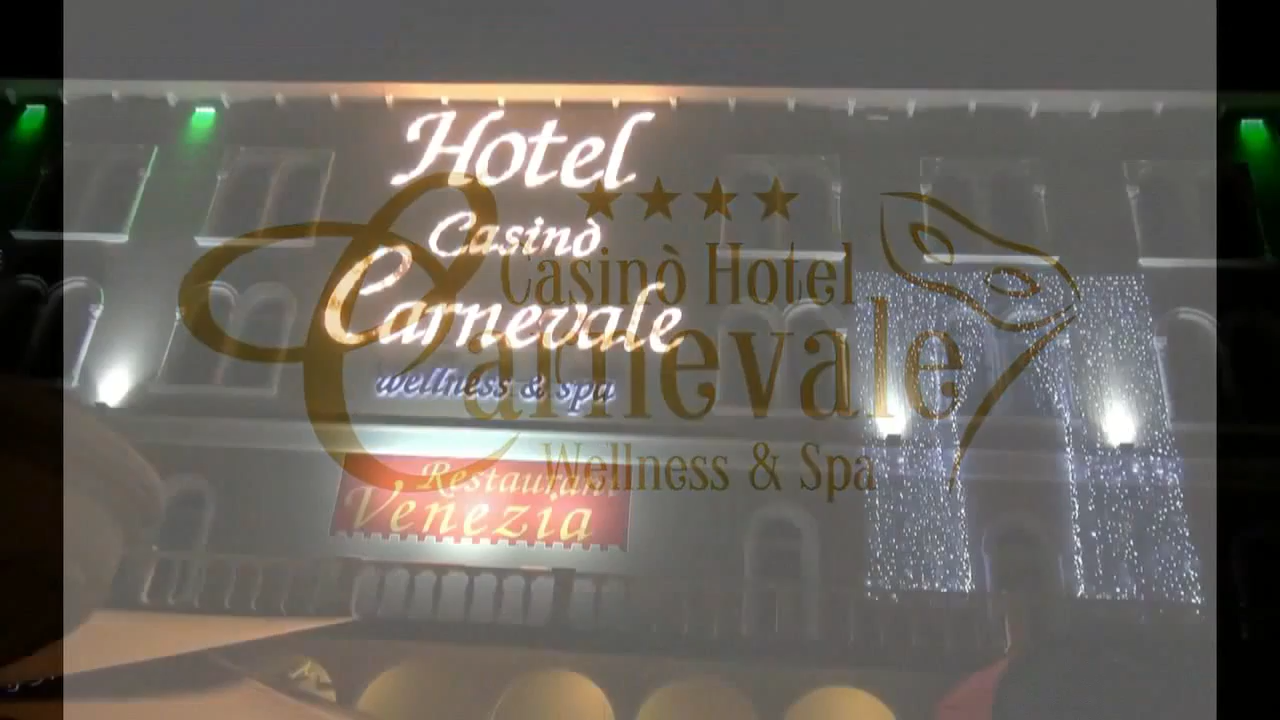 Hotel
Casinò
Carnevale
wellness & spa
Restaurant
Venezia
Casinò Hotel
Carnevale
Wellness & Spa